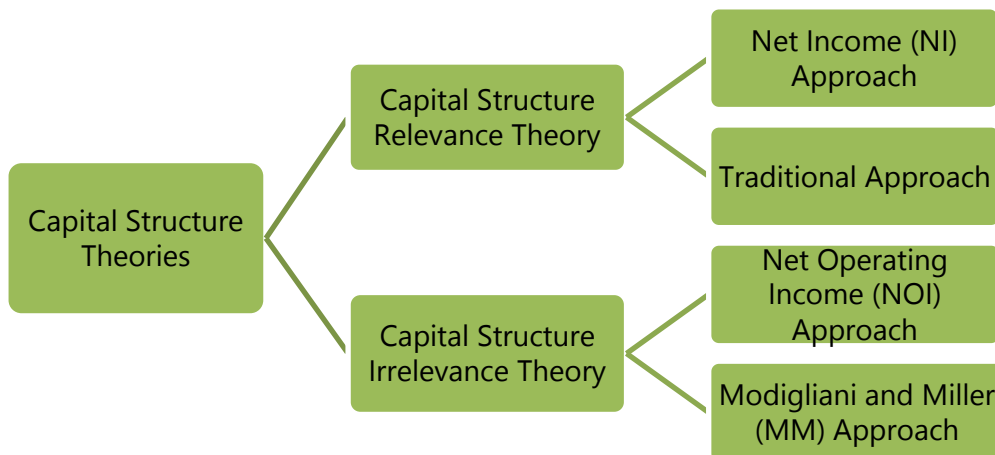 Capital Structure
Theories
Capital Structure
Relevance Theory
Net Income (NI)
Approach
Traditional Approach
Capital Structure
Irrelevance Theory
Net Operating
Income (NOI)
Approach
Modigliani and Miller
(MM) Approach